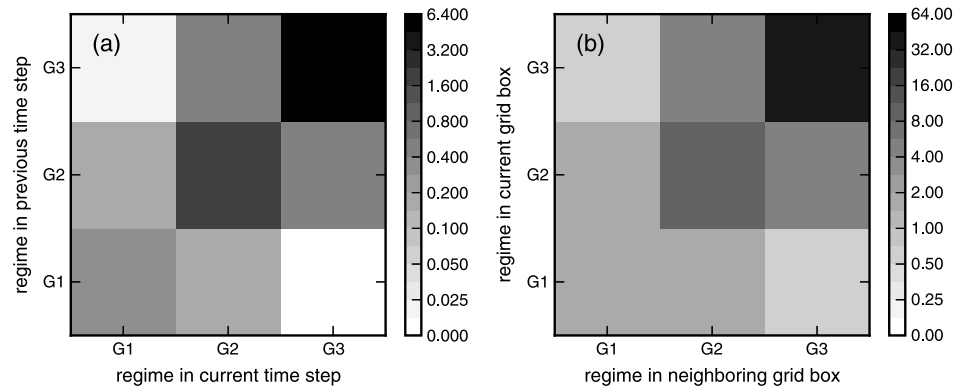 (a)
regime in previous time step
G3
G2
G1
G1 G2 G3
regime in current time step
6.400
3.200
1.600
0.800
0.400
0.200
0.100
0.050
0.025
0.000
(b)
regime in current grid box
G3
G2
G1
G1 G2 G3
regime in neighboring grid box
64.00
32.00
16.00
8.00
4.00
2.00
1.00
0.50
0.25
0.00